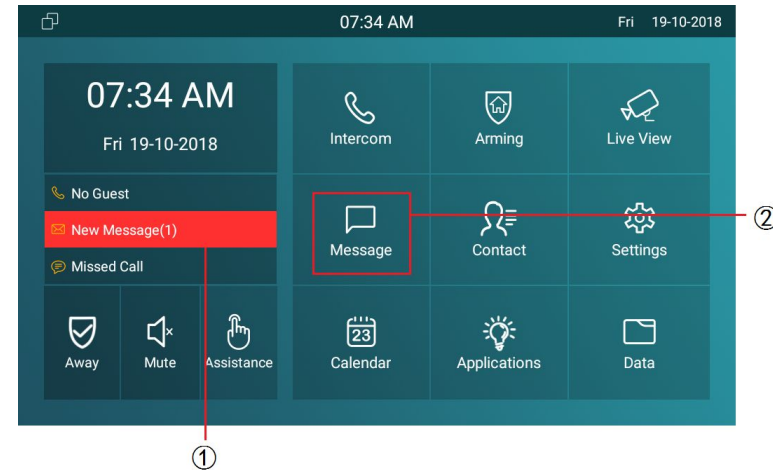 07:34 AM
Fri 19-10-2018
07:34 AM
Fri 19-10-2018
No Guest
New Message(1)
Missed Call
Away
Mute
Assistance
Intercom
Arming
Live View
Message
Contact
Settings
23
Calendar
Applications
Data
①
②